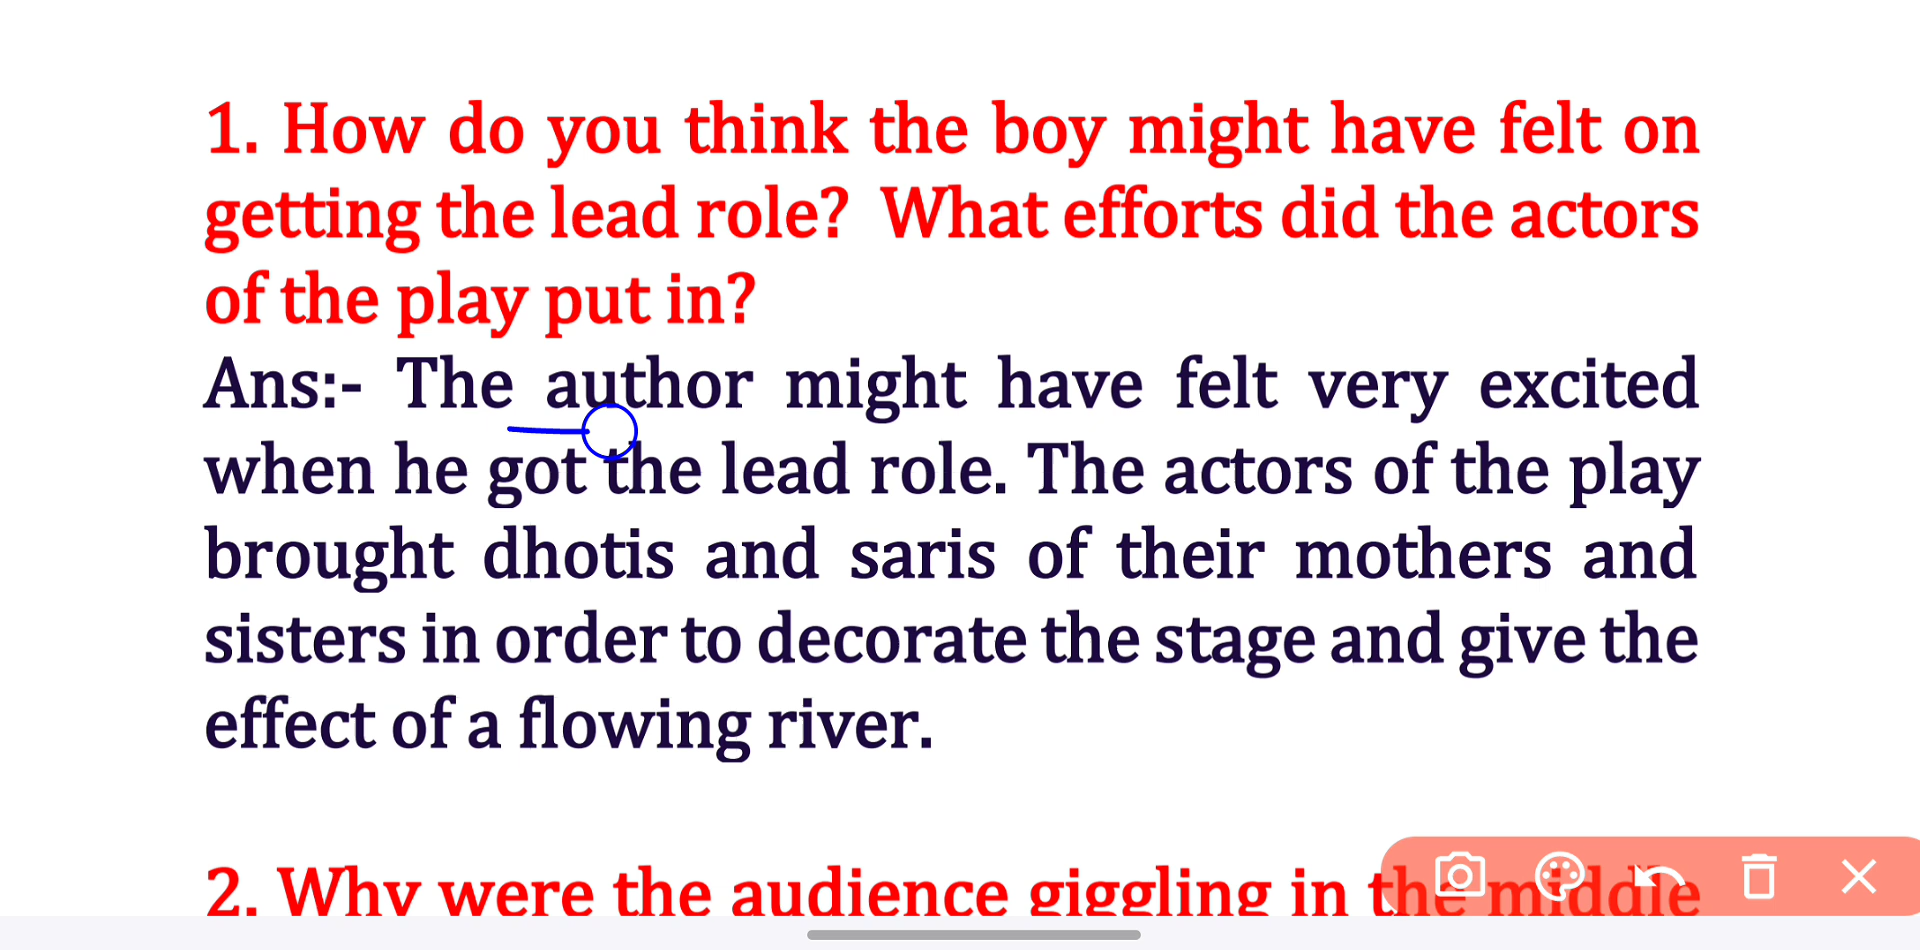 1. How do you think the boy might have felt on
getting the lead role? What efforts did the actors
of the play put in?
Ans:- The author might have felt very excited
when he got the lead role. The actors of the play
brought dhotis and saris of their mothers and
sisters in order to decorate the stage and give the
effect of a flowing river.
2. Why were the audience giggling in the middle